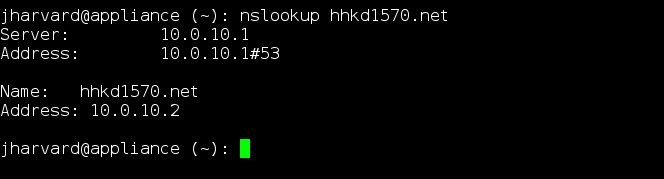 jharvard@appliance (~): nslookup hhkd1570.net
Server:         10.0.10.1
Address:        10.0.10.1#53
Name:   hhkd1570.net
Address: 10.0.10.2
jharvard@appliance (~):